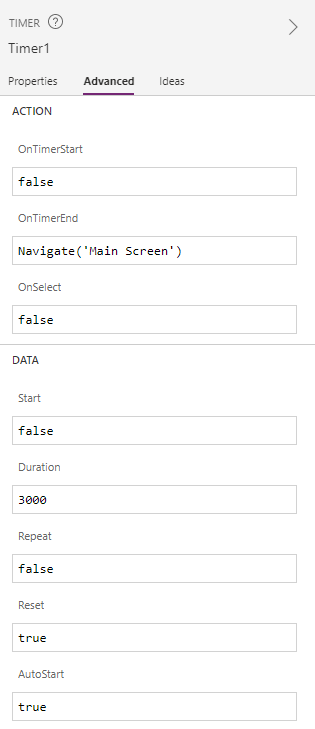 TIMER ?
Timer1
Properties Advanced Ideas
ACTION
OnTimerStart
false
OnTimerEnd
Navigate('Main Screen')
OnSelect
false
DATA
Start
false
Duration
3000
Repeat
false
Reset
true
AutoStart
true